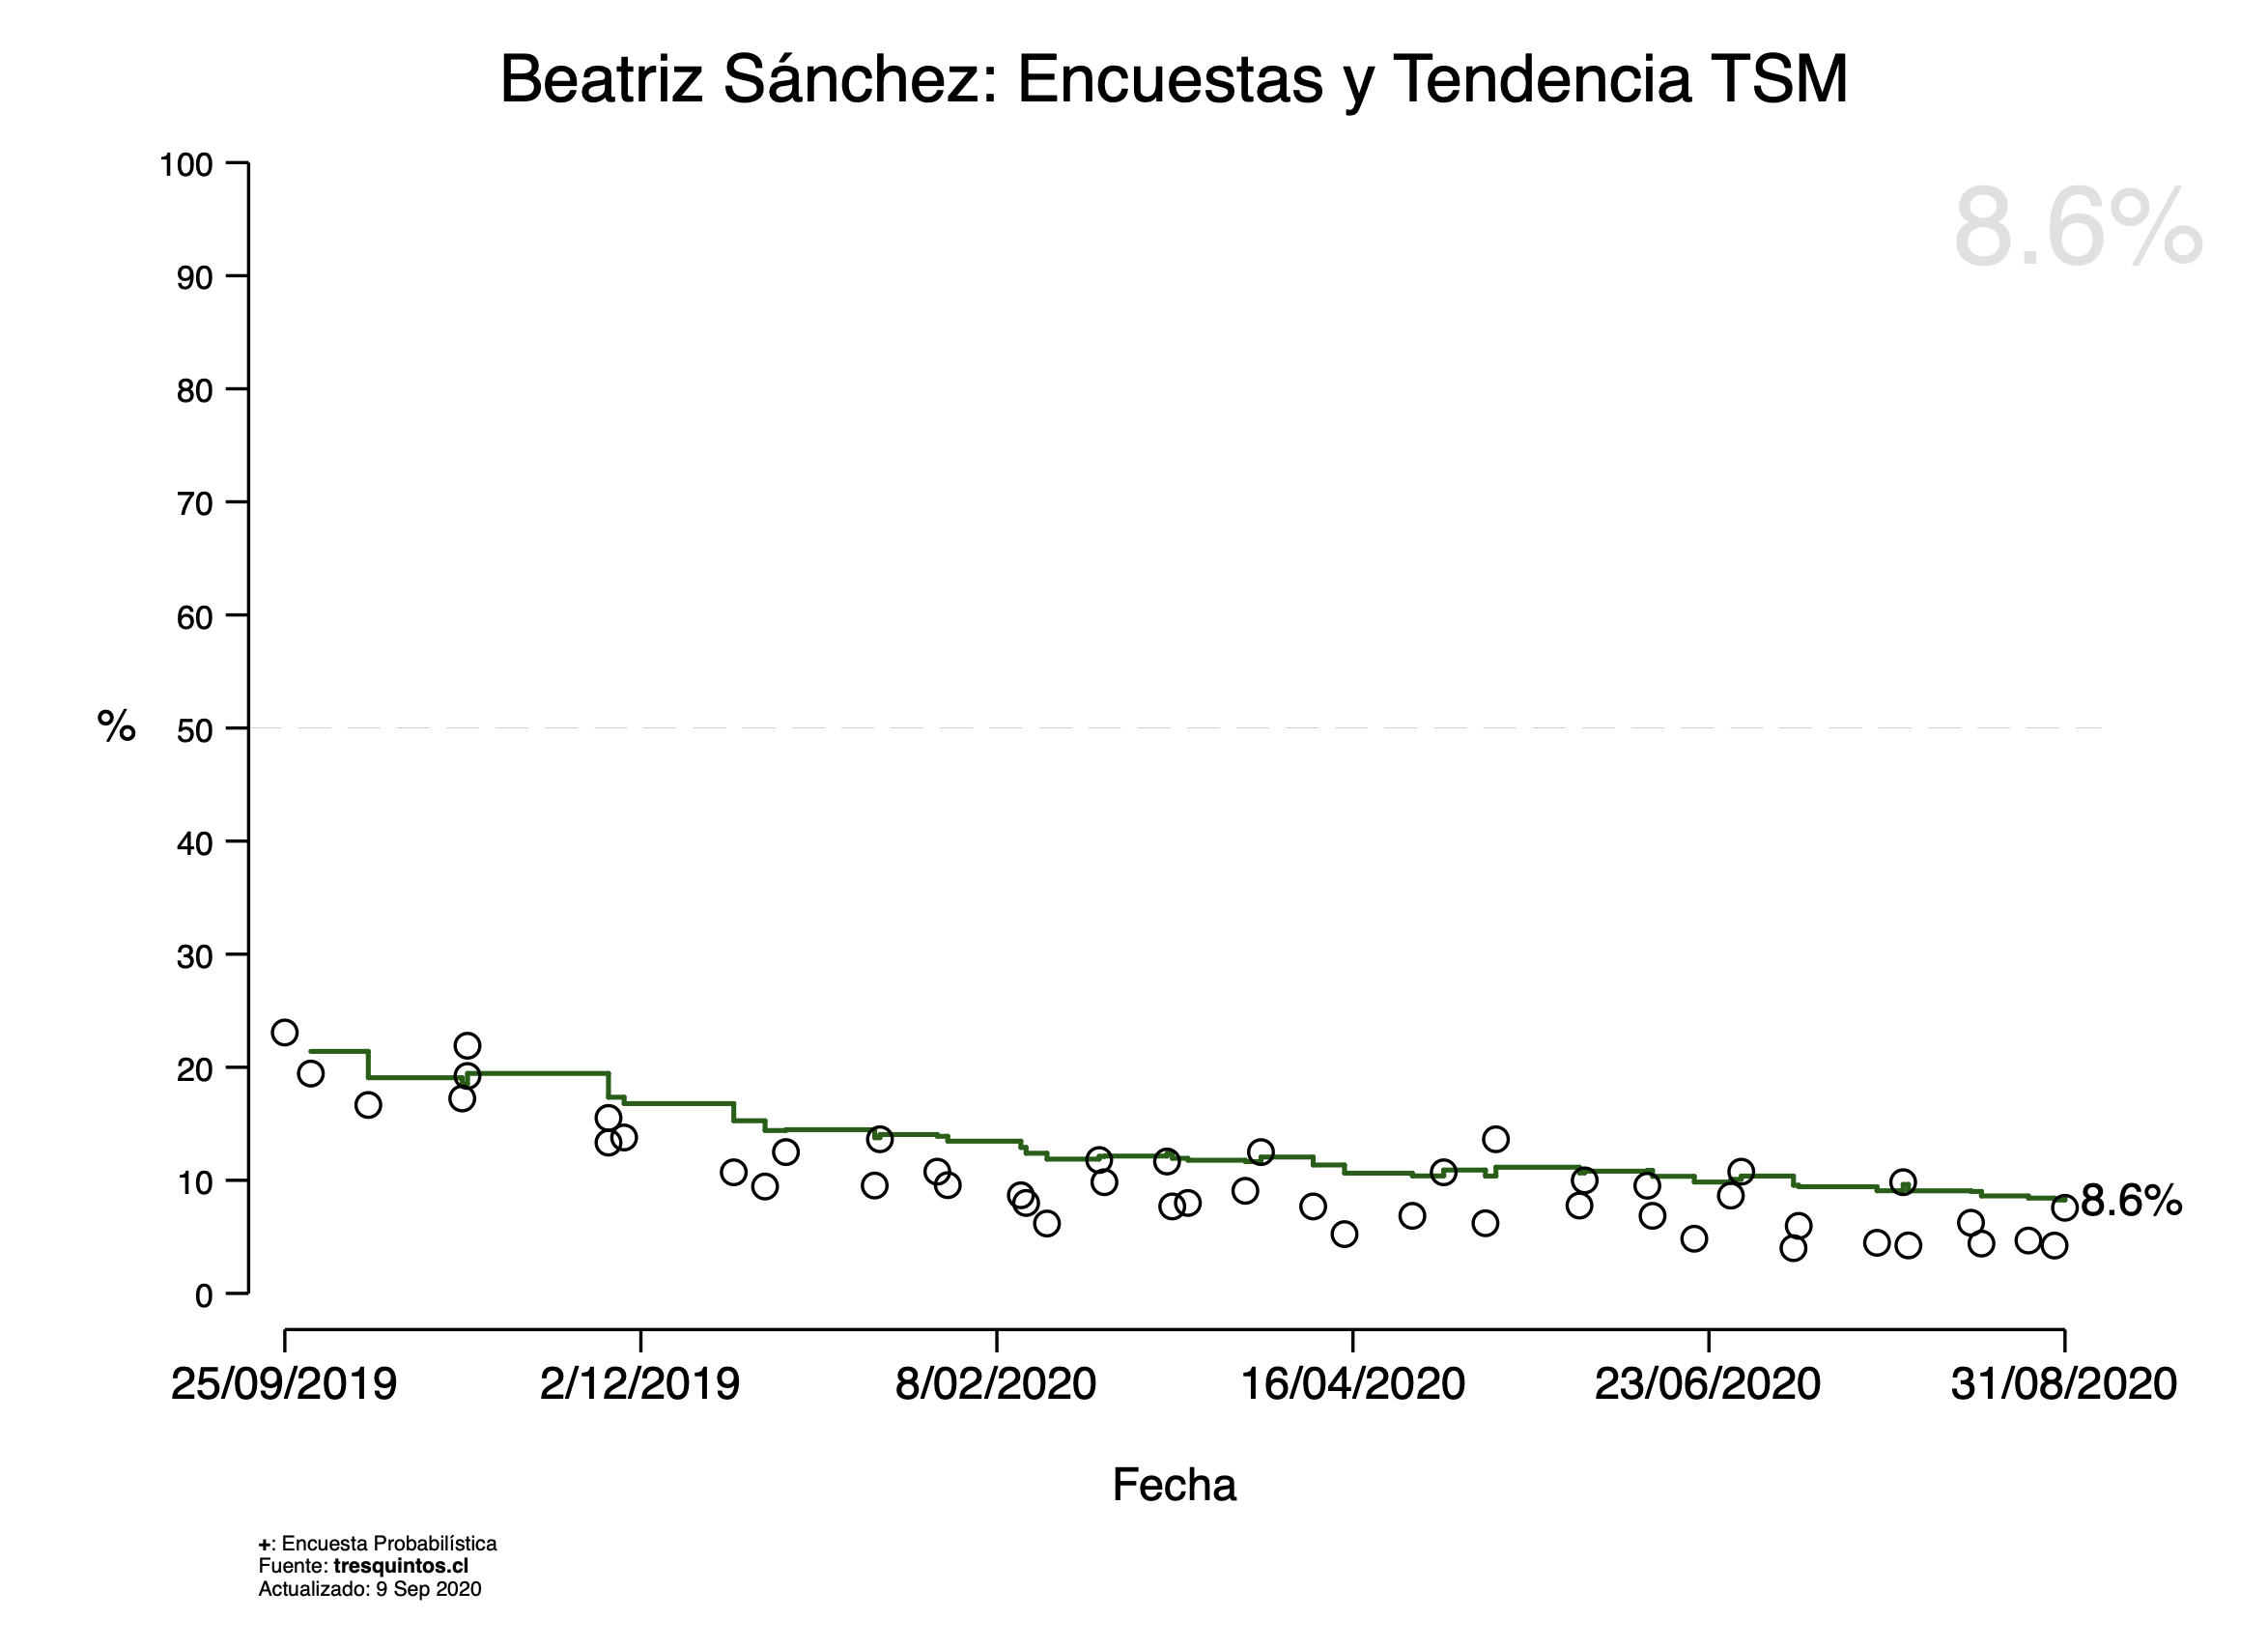 Beatriz Sánchez: Encuestas y Tendencia TSM
8.6%
100
90
80
70
60
% 50
40
30
20
10
0
8.6%
25/09/2019 2/12/2019 8/02/2020 16/04/2020 23/06/2020 31/08/2020
Fecha
+: Encuesta Probabilística
Fuente: tresquintos.cl
Actualizado: 9 Sep 2020